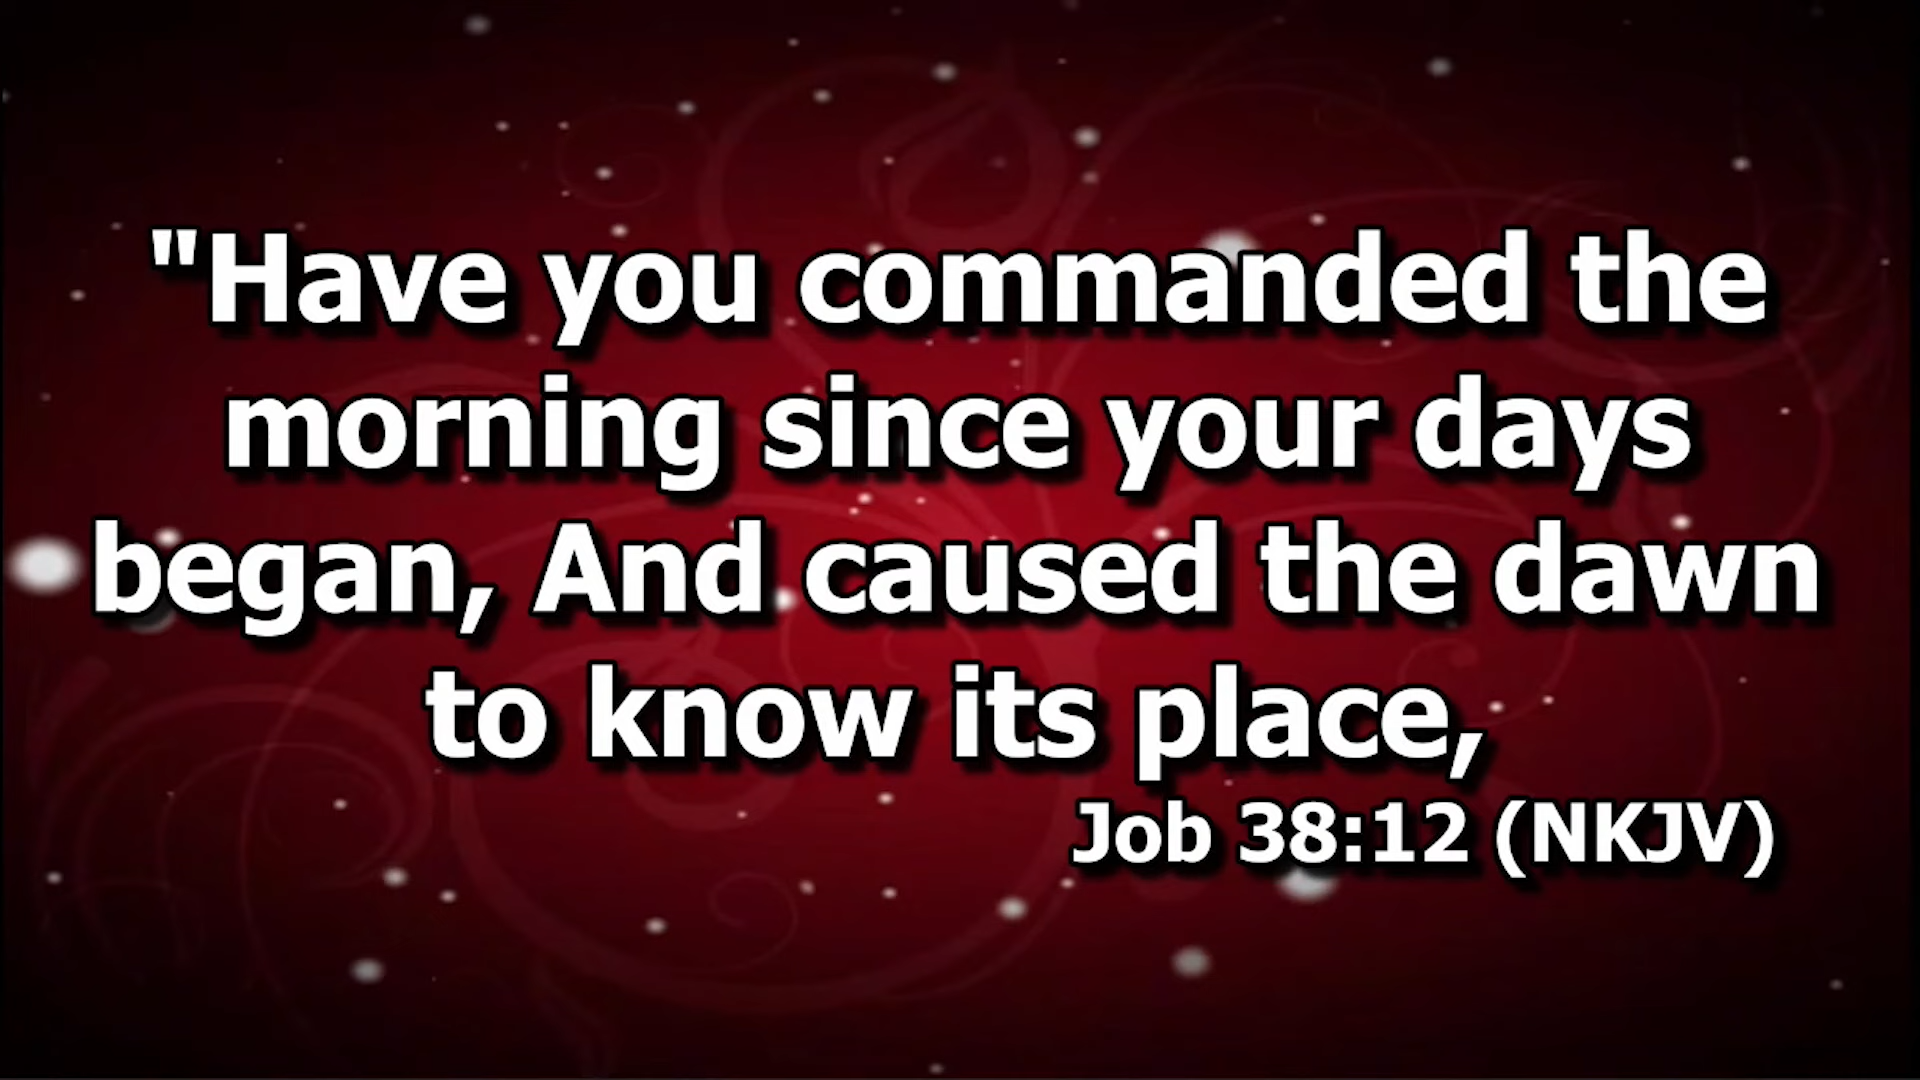 "Have you commanded the
morning since your days
began, And caused the dawn
to know its place,
Job 38:12 (NKJV)